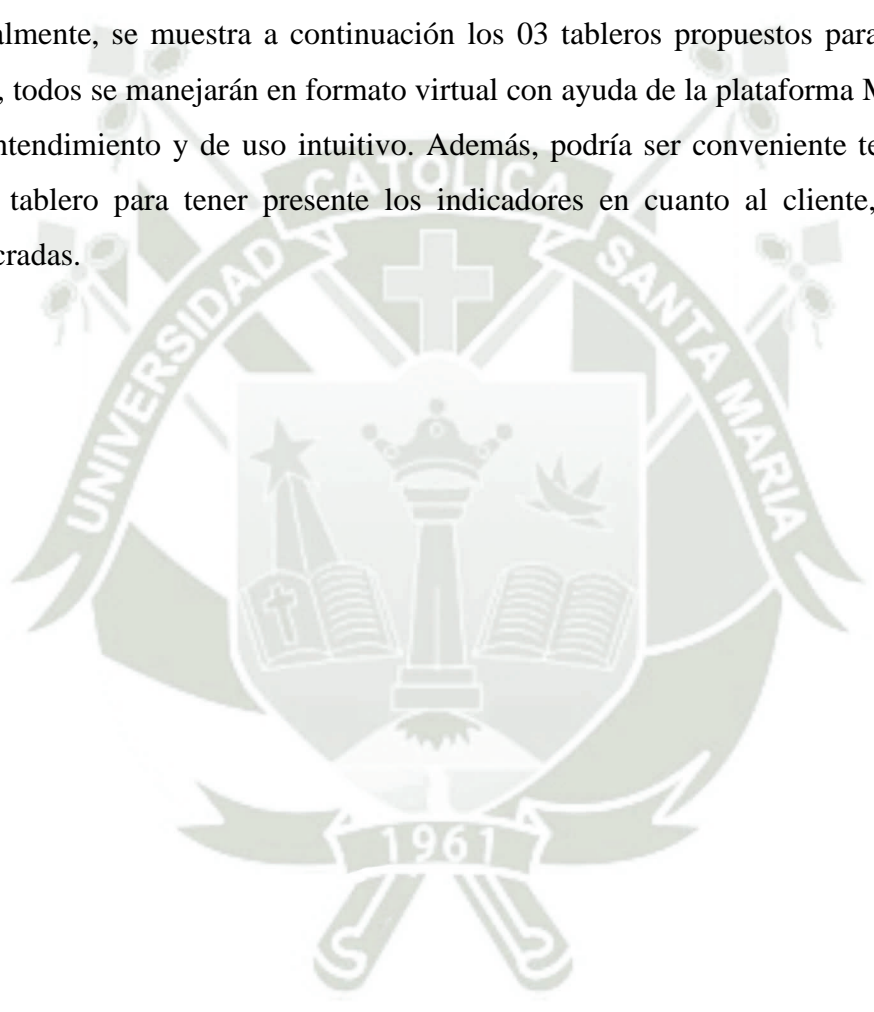 almente, se muestra a continuación los 03 tableros propuestos para
, todos se manejarán en formato virtual con ayuda de la plataforma M
ntendimiento y de uso intuitivo. Además, podría ser conveniente te
tablero para tener presente los indicadores en cuanto al cliente,
cradas.
UNIVERSIDAD CATOLICA SANTA MARIA
1961